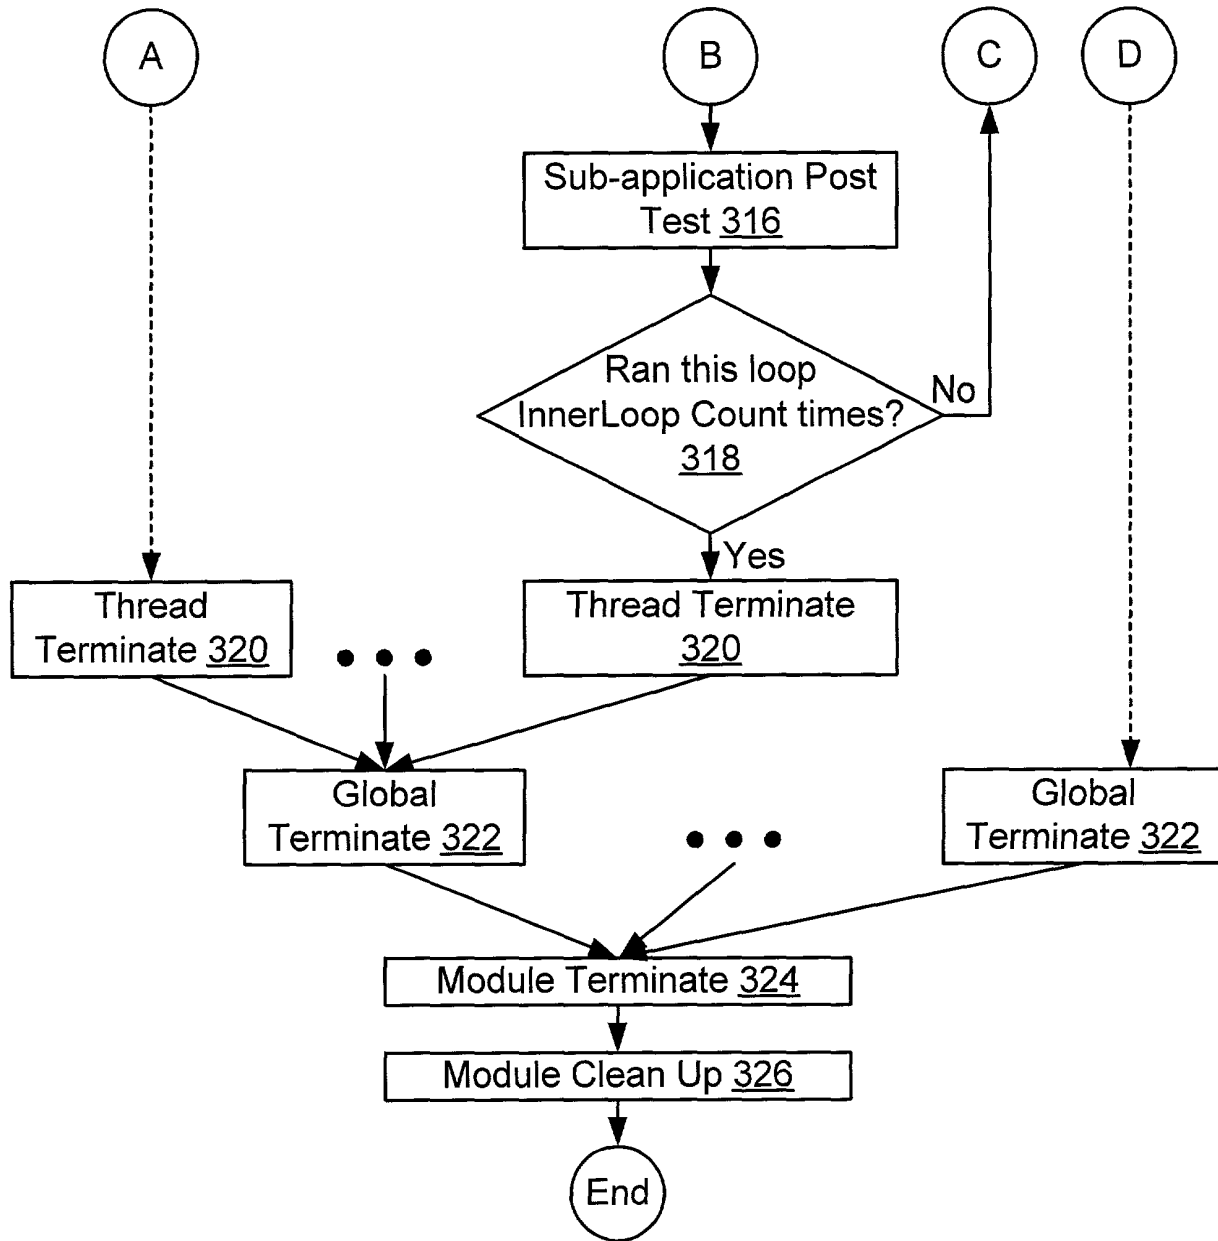 A
B
C
D
Sub-application Post
Test 316
Ran this loop
InnerLoop Count times?
318
No
Yes
Thread
Terminate 320
Thread Terminate
320
Global
Terminate 322
Global
Terminate 322
Module Terminate 324
Module Clean Up 326
End